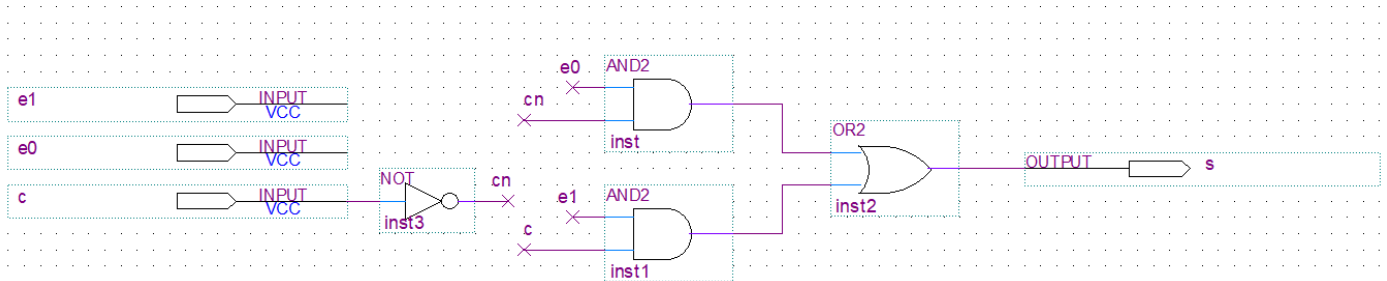 e1
INPUT
VCC
e0
INPUT
VCC
c
INPUT
VCC
NOT
inst3
cn
e0
cn
AND2
inst
e1
c
AND2
inst1
OR2
inst2
OUTPUT
s